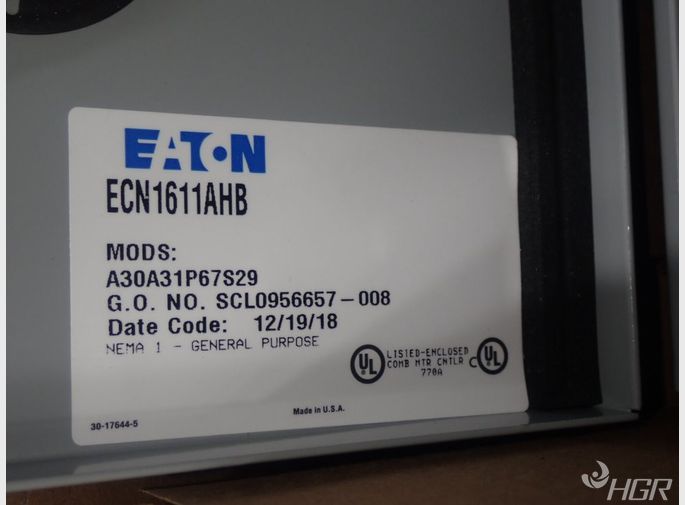 EATON
ECN1611AHB
MODS:
A30A31P67S29
G.O. NO. SCL0956657-008
Date Code: 12/19/18
NEMA 1 - GENERAL PURPOSE
UL LISTED-ENCLOSED C UL
COMB MTR CNTLR
770A
Made in U.S.A.
30-17644-5
HGR